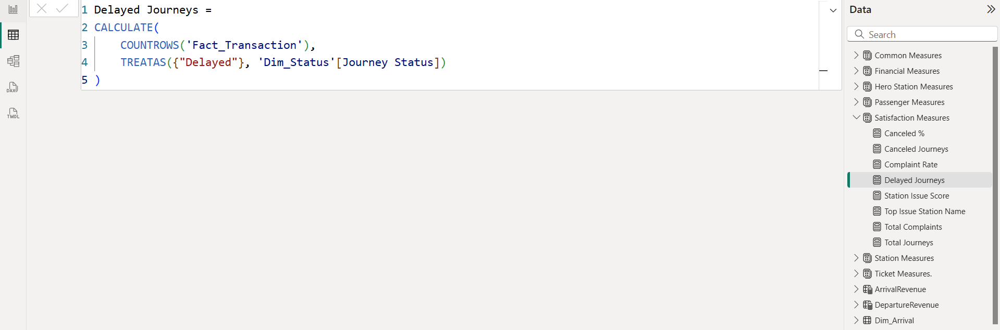 1 Delayed Journeys =
2 CALCULATE(
3 COUNTROWS('Fact_Transaction'),
4 TREATAS({"Delayed"}, 'Dim_Status'[Journey Status])
5 )
DAX
TMDL
Data
Search
Common Measures
Financial Measures
Hero Station Measures
Passenger Measures
Satisfaction Measures
Canceled %
Canceled Journeys
Complaint Rate
Delayed Journeys
Station Issue Score
Top Issue Station Name
Total Complaints
Total Journeys
Station Measures
Ticket Measures.
ArrivalRevenue
DepartureRevenue
Dim_Arrival